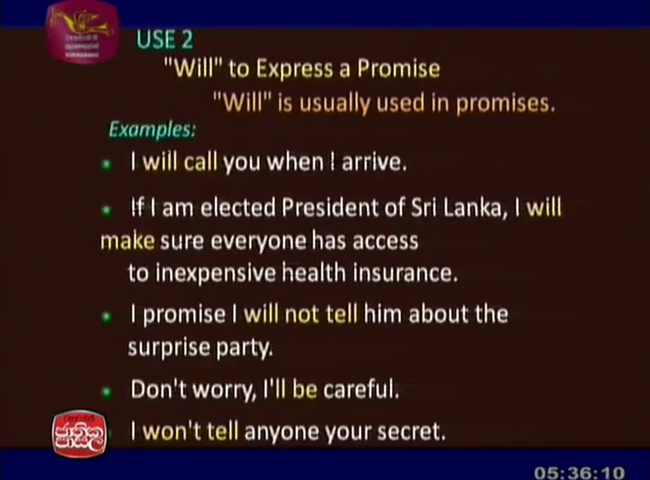 USE 2
"Will" to Express a Promise
"Will" is usually used in promises.
Examples:
• I will call you when I arrive.
• If I am elected President of Sri Lanka, I will
make sure everyone has access
to inexpensive health insurance.
• I promise I will not tell him about the
surprise party.
• Don't worry, I'll be careful.
• I won't tell anyone your secret.
05:36:10